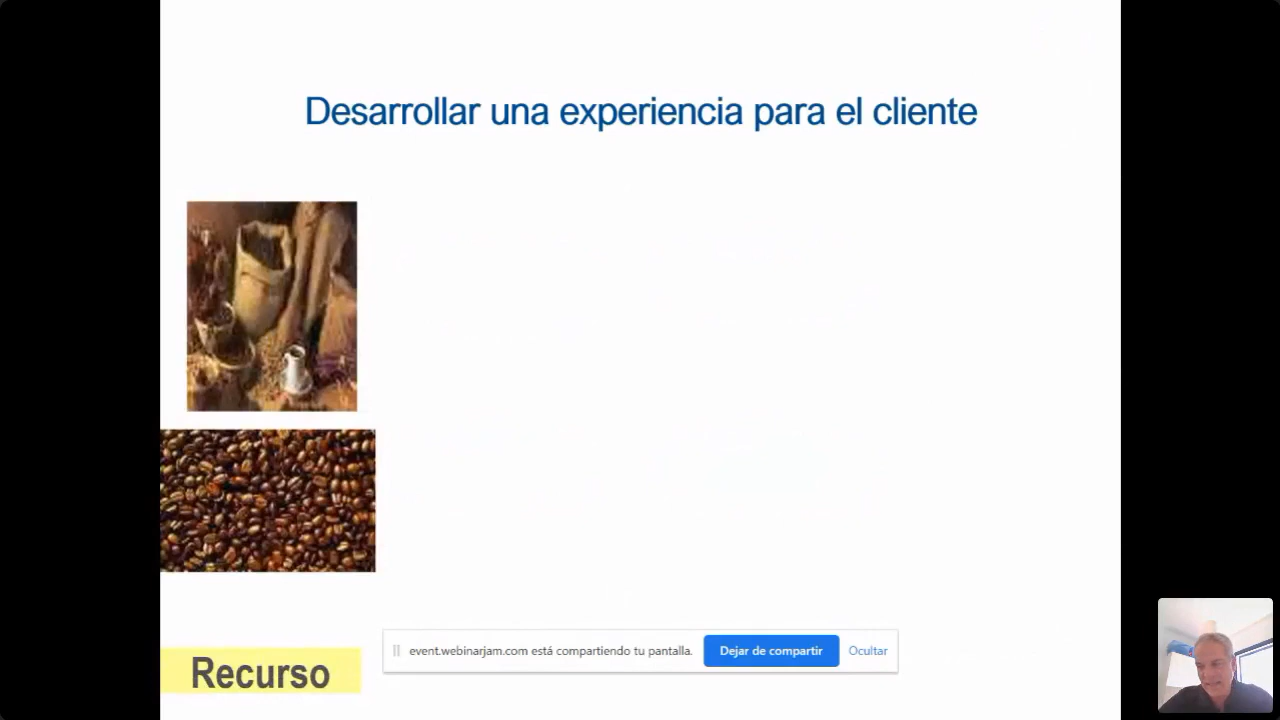 Desarrollar una experiencia para el cliente
event.webinarjam.com está compartiendo tu pantalla.
Dejar de compartir
Ocultar
Recurso